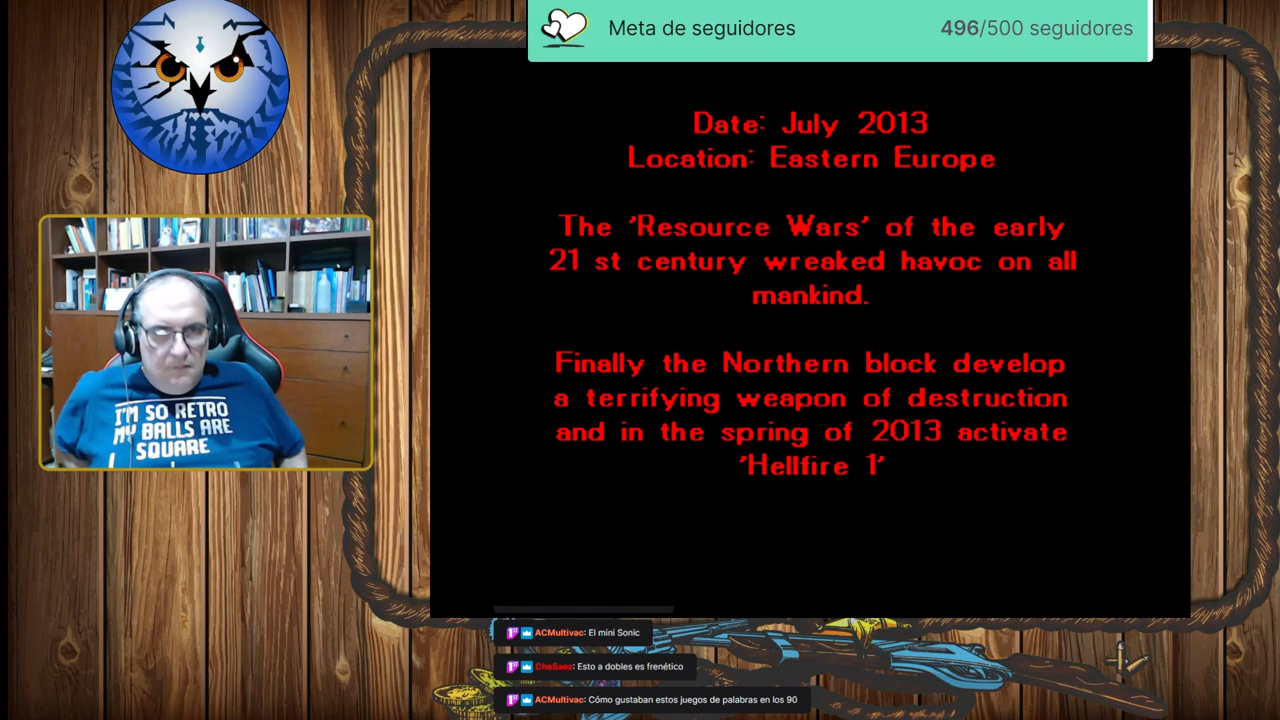 Meta de seguidores
496/500 seguidores
Date: July 2013
Location: Eastern Europe
The 'Resource Wars' of the early
21 st century wreaked havoc on all
mankind.
Finally the Northern block develop
a terrifying weapon of destruction
and in the spring of 2013 activate
'Hellfire 1'
I'M SO RETRO
MY BALLS ARE
SQUARE
ACMultivac: El mini Sonic
CheSaez: Esto a dobles es frenético
ACMultivac: Cómo gustaban estos juegos de palabras en los 90